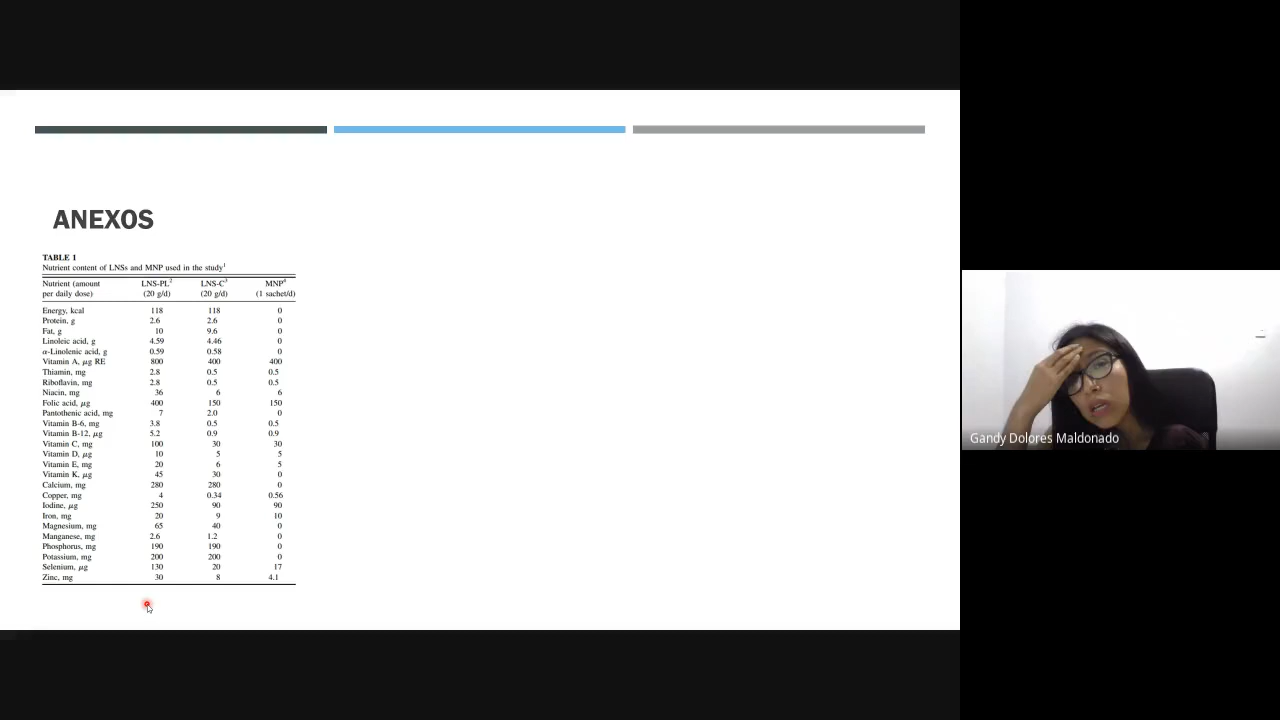 ANEXOS
TABLE 1
Nutrient content of LNSs and MNP used in the study1
Nutrient (amount per daily dose) LNS-PL2 (20 g/d) LNS-C3 (20 g/d) MNP4 (1 sachet/d)
Energy, kcal 118 118 0
Protein, g 2.6 2.6 0
Fat, g 10 9.6 0
Linoleic acid, g 4.59 4.46 0
α-Linolenic acid, g 0.59 0.58 0
Vitamin A, μg RE 800 400 400
Thiamin, mg 2.8 0.5 0.5
Riboflavin, mg 2.8 0.5 0.5
Niacin, mg 36 6 6
Folic acid, μg 400 150 150
Pantothenic acid, mg 7 2.0 0
Vitamin B-6, mg 3.8 0.5 0.5
Vitamin B-12, μg 5.2 0.9 0.9
Vitamin C, mg 100 30 30
Vitamin D, μg 10 5 5
Vitamin E, mg 20 6 5
Vitamin K, μg 45 30 0
Calcium, mg 280 280 0
Copper, mg 4 0.34 0.56
Iodine, μg 250 90 90
Iron, mg 20 9 10
Magnesium, mg 65 40 0
Manganese, mg 2.6 1.2 0
Phosphorus, mg 190 190 0
Potassium, mg 200 200 0
Selenium, μg 130 20 17
Zinc, mg 30 8 4.1
Gandy Dolores Maldonado